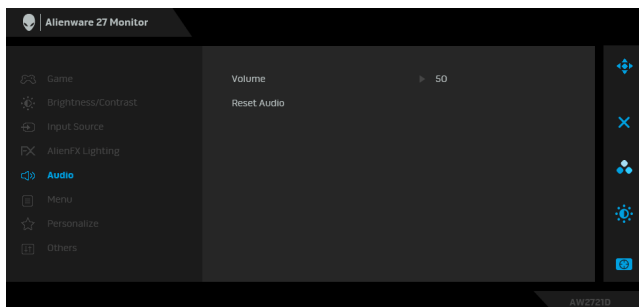 Alienware 27 Monitor
Game
Brightness/Contrast
Input Source
FX AlienFX Lighting
Audio
Menu
Personalize
Others
Volume 50
Reset Audio
AW2721D